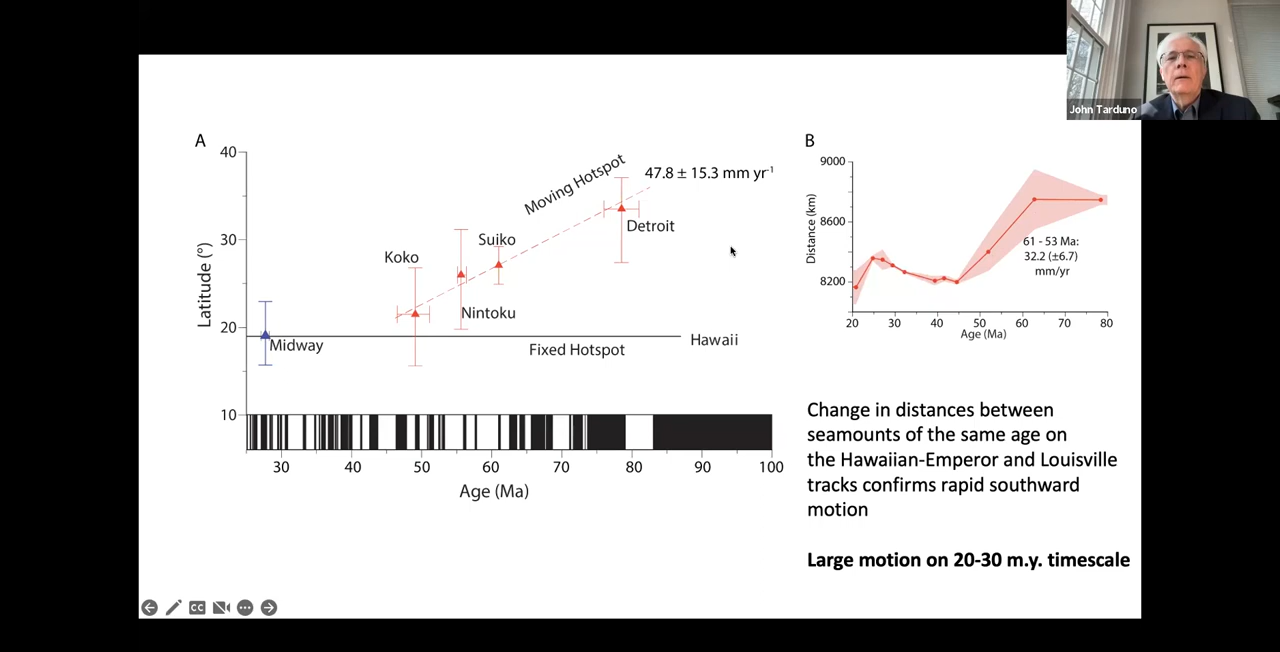 John Tarduno
A
40
30
20
10
Latitude (°)
Moving Hotspot
47.8 ± 15.3 mm yr⁻¹
Detroit
Suiko
Koko
Nintoku
Midway
Hawaii
Fixed Hotspot
30 40 50 60 70 80 90 100
Age (Ma)
B
9000
8600
8200
Distance (km)
61 - 53 Ma:
32.2 (±6.7)
mm/yr
20 30 40 50 60 70 80
Age (Ma)
Change in distances between
seamounts of the same age on
the Hawaiian-Emperor and Louisville
tracks confirms rapid southward
motion
Large motion on 20-30 m.y. timescale
CC